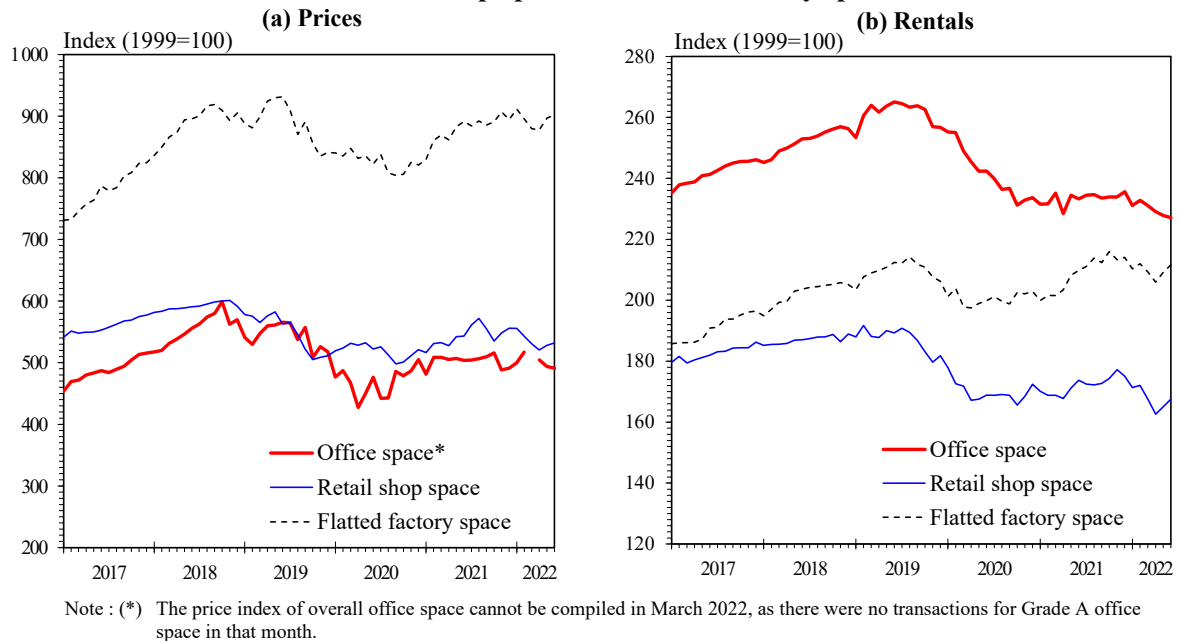 (a) Prices
Index (1999=100)
1 000
900
800
700
600
500
400
300
200
Office space*
Retail shop space
Flatted factory space
2017 2018 2019 2020 2021 2022
(b) Rentals
Index (1999=100)
280
260
240
220
200
180
160
140
120
Office space
Retail shop space
Flatted factory space
2017 2018 2019 2020 2021 2022
Note : (*) The price index of overall office space cannot be compiled in March 2022, as there were no transactions for Grade A office
space in that month.